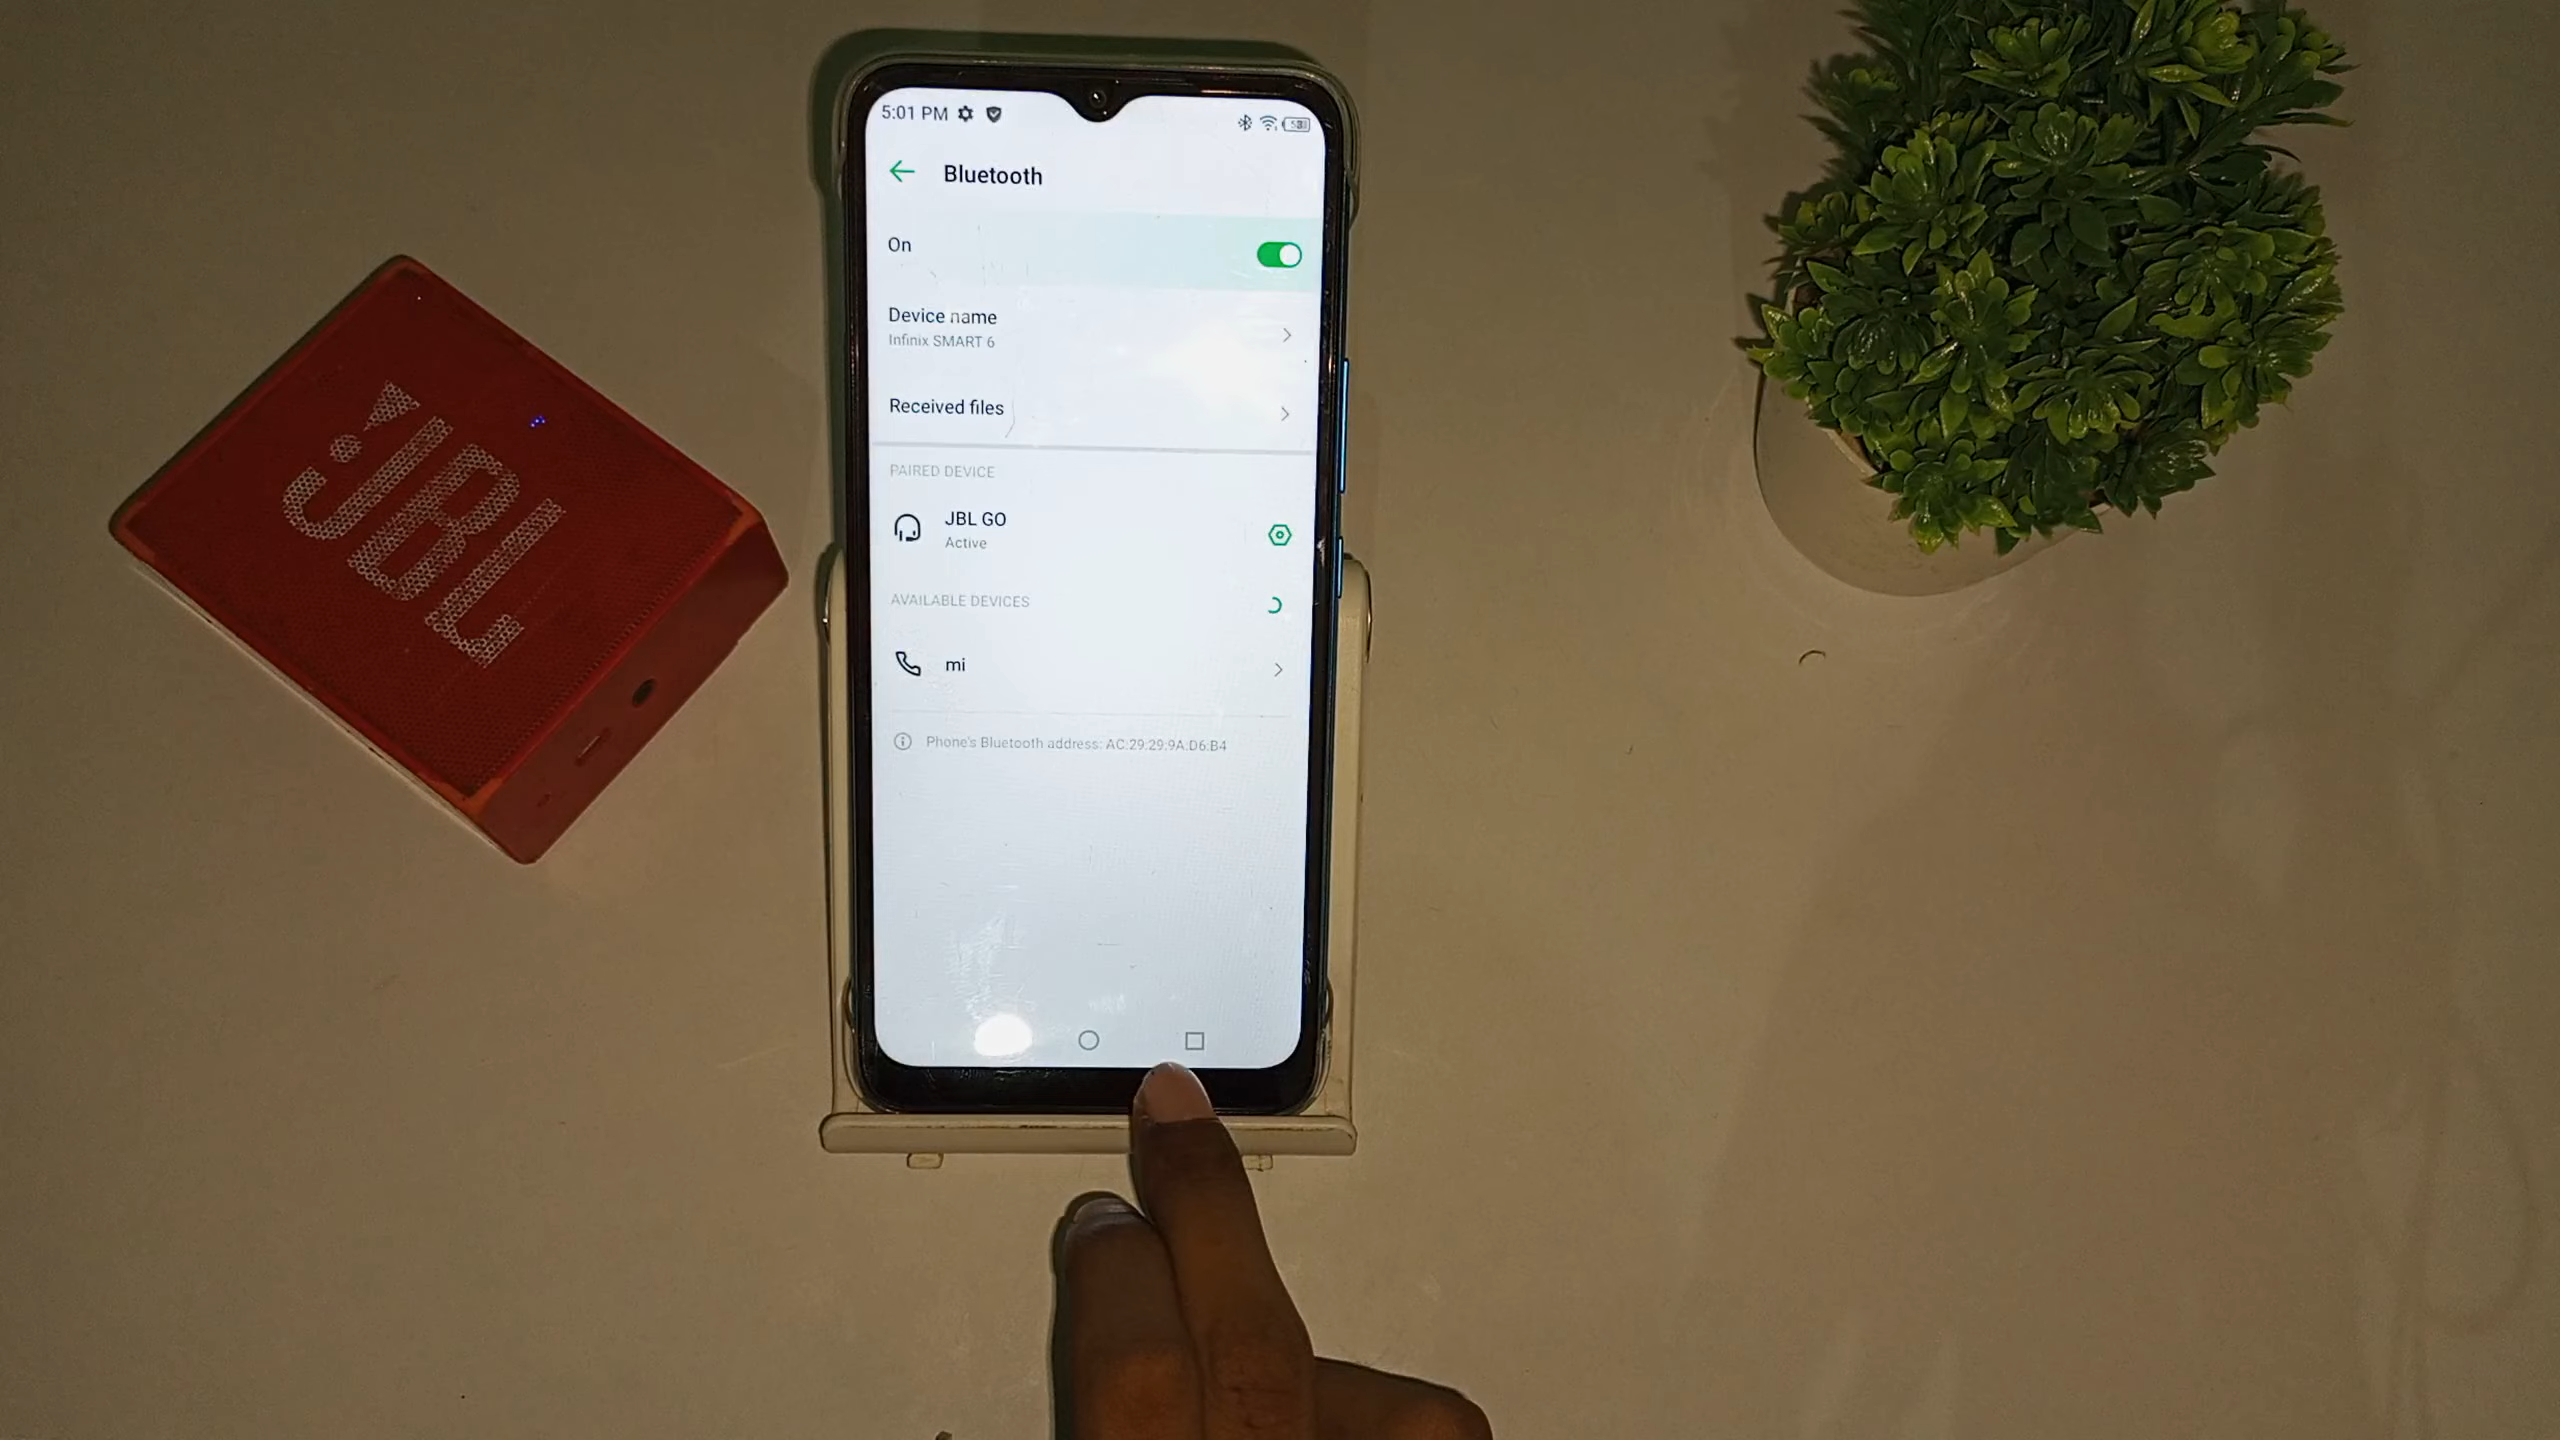 5:01 PM
Bluetooth
On
Device name
Infinix SMART 6
Received files
PAIRED DEVICE
JBL GO
Active
AVAILABLE DEVICES
mi
Phone's Bluetooth address: AC:29:29:9A:D6:B4
JBL